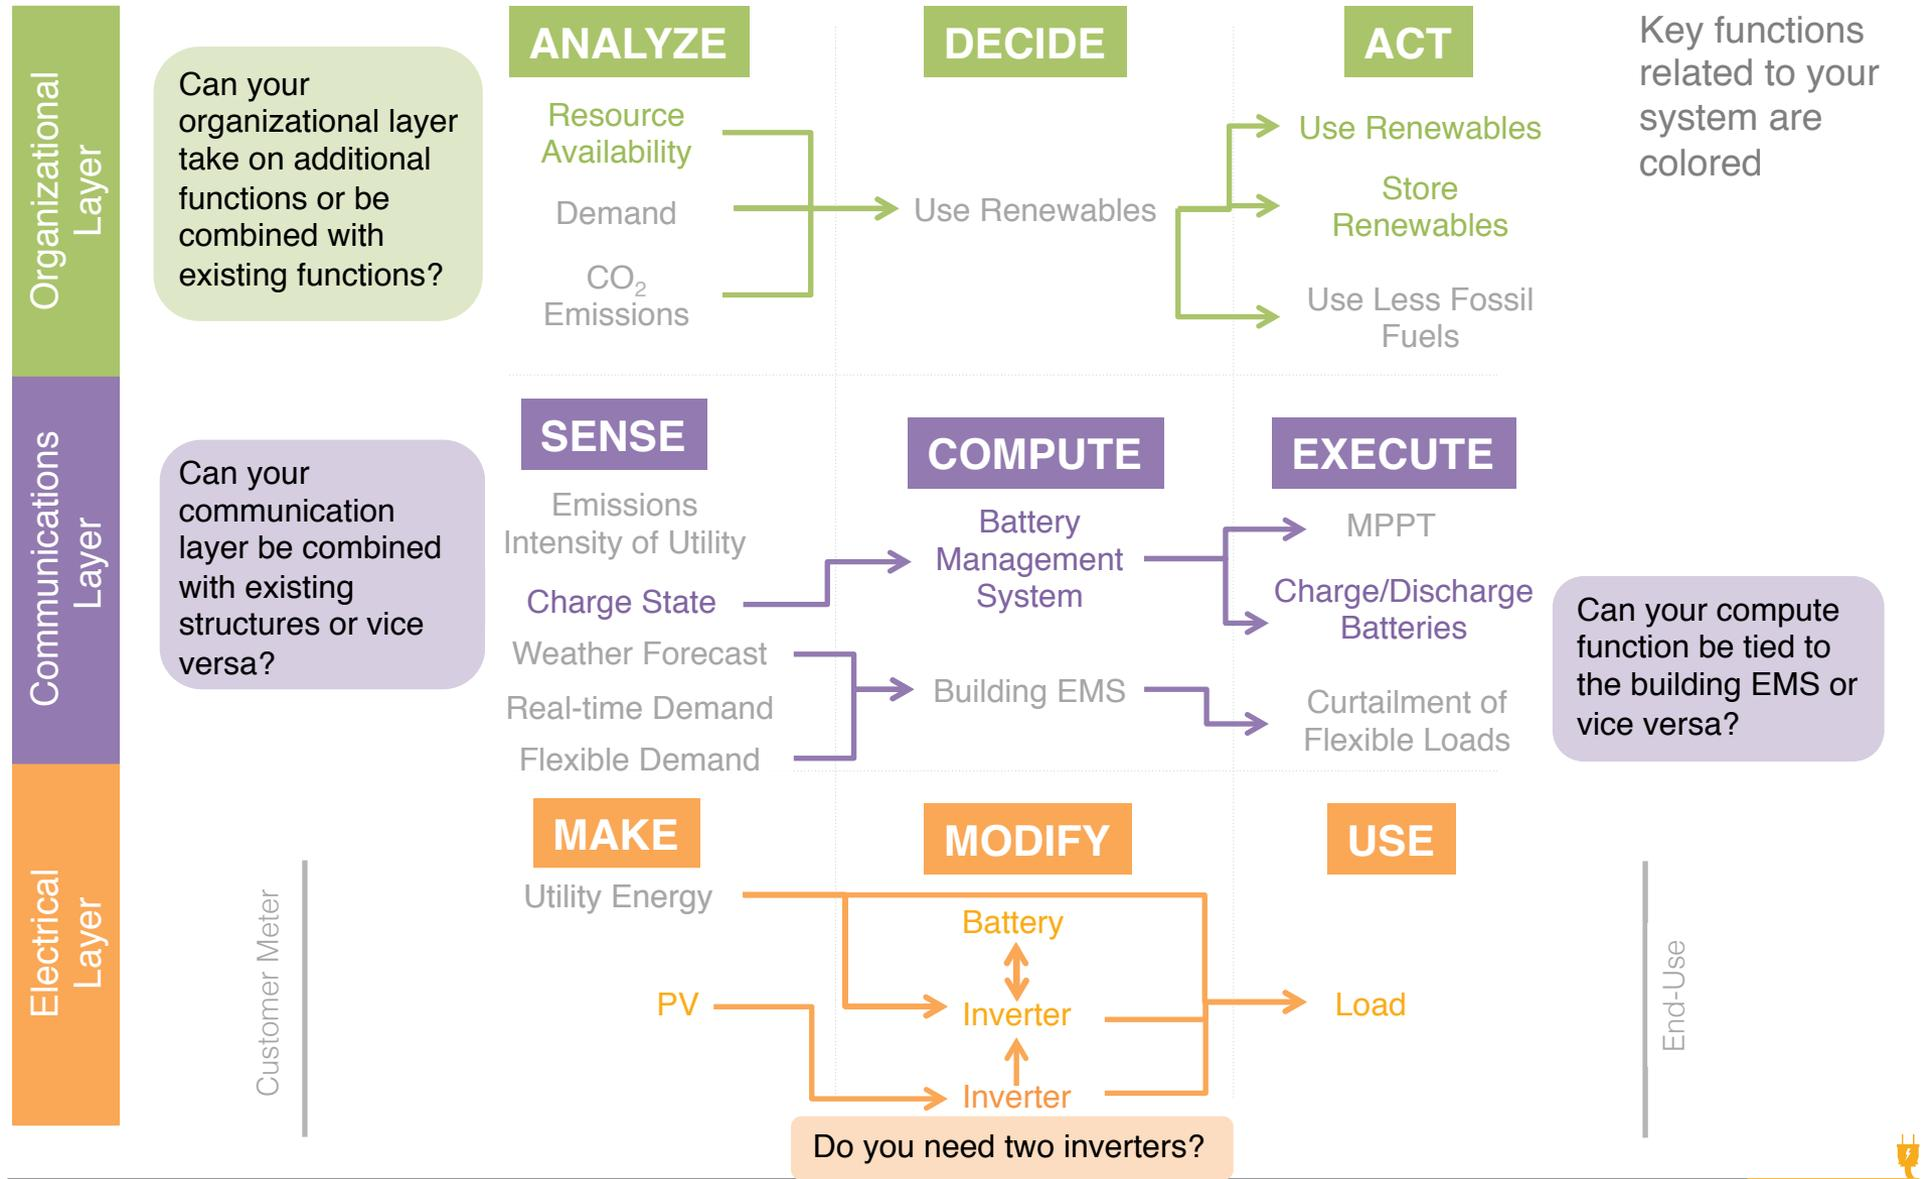 Organizational
Layer
Can your
organizational layer
take on additional
functions or be
combined with
existing functions?
ANALYZE
DECIDE
ACT
Key functions
related to your
system are
colored
Resource
Availability
Demand
CO₂
Emissions
Use Renewables
Use Renewables
Store
Renewables
Use Less Fossil
Fuels
Communications
Layer
Can your
communication
layer be combined
with existing
structures or vice
versa?
SENSE
COMPUTE
EXECUTE
Emissions
Intensity of Utility
Charge State
Weather Forecast
Real-time Demand
Flexible Demand
Battery
Management
System
Building EMS
MPPT
Charge/Discharge
Batteries
Curtailment of
Flexible Loads
Can your compute
function be tied to
the building EMS or
vice versa?
Electrical
Layer
Customer Meter
MAKE
MODIFY
USE
Utility Energy
PV
Battery
Inverter
Inverter
Load
End-Use
Do you need two inverters?